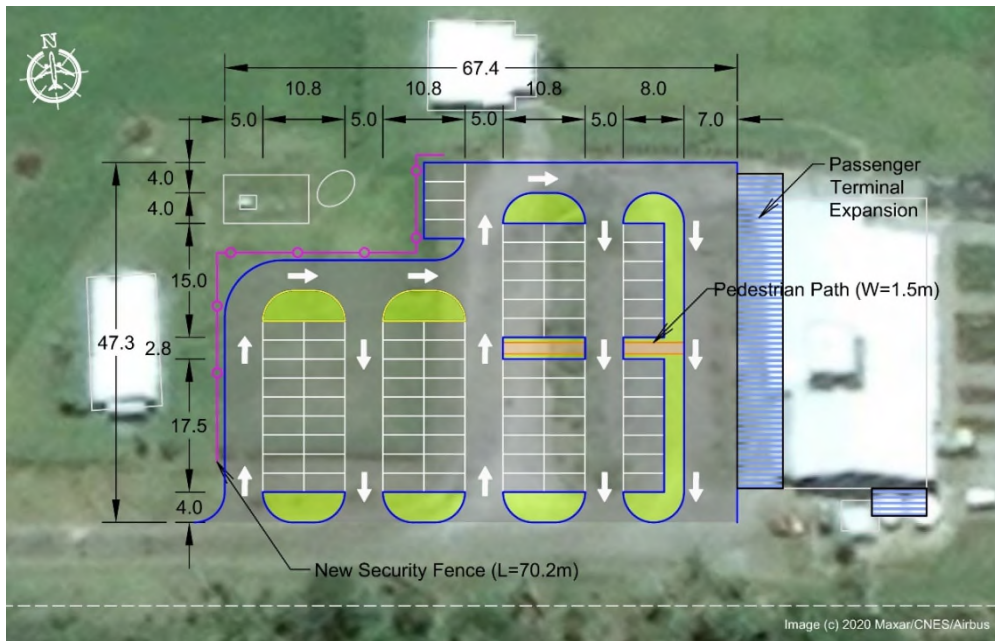 N
67.4
10.8
10.8
10.8
8.0
5.0
5.0
5.0
5.0
7.0
4.0
4.0
15.0
47.3
2.8
17.5
4.0
Passenger
Terminal
Expansion
Pedestrian Path (W=1.5m)
New Security Fence (L=70.2m)
Image (c) 2020 Maxar/CNES/Airbus